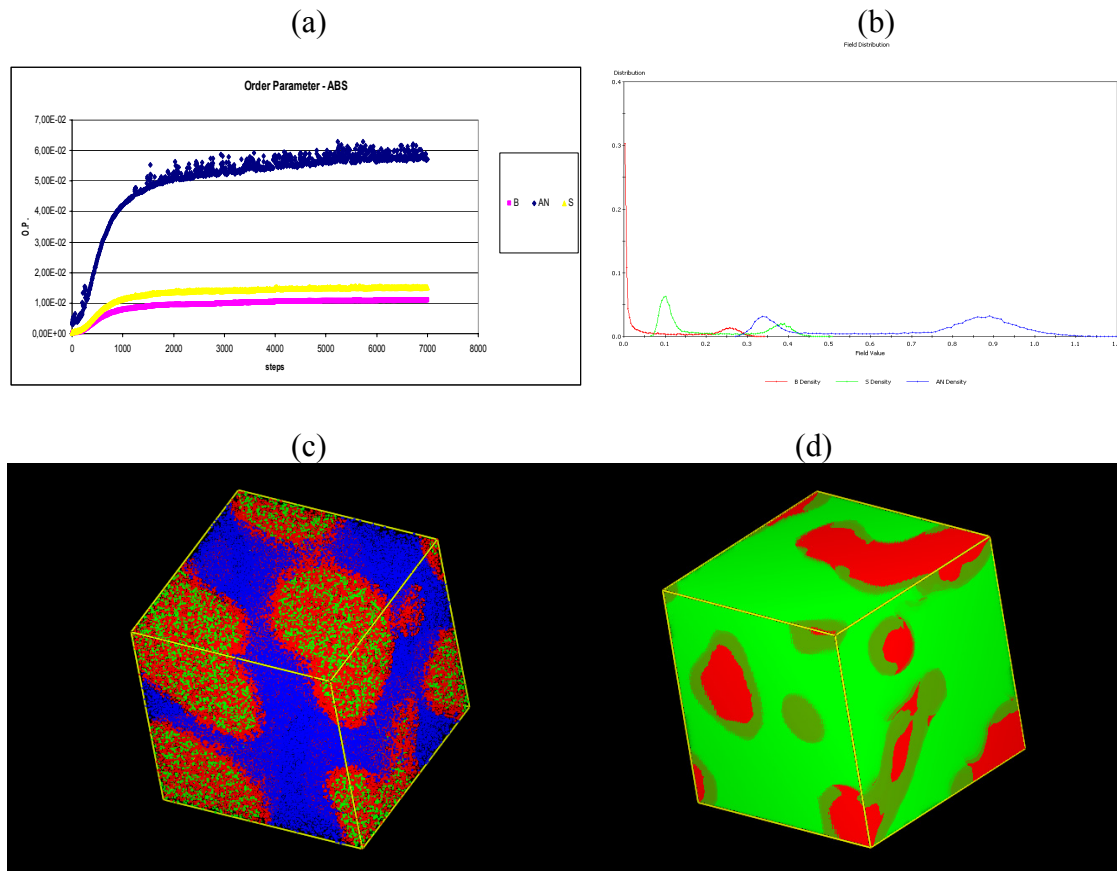 (a)
Order Parameter - ABS
7,00E-02
6,00E-02
5,00E-02
4,00E-02
3,00E-02
2,00E-02
1,00E-02
0,00E+00
O.P.
0 1000 2000 3000 4000 5000 6000 7000 8000
steps
B AN S
(b)
Field Distribution
Distribution
0.4
0.3
0.2
0.1
0.0
0.0 0.1 0.2 0.3 0.4 0.5 0.6 0.7 0.8 0.9 1.0 1.1 1.
Field Value
B Density S Density AN Density
(c)
(d)